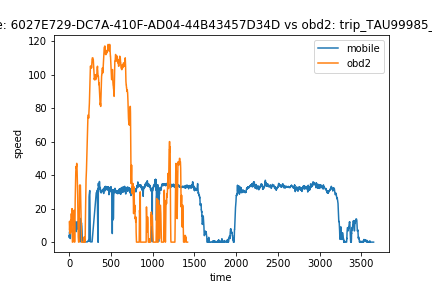 e: 6027E729-DC7A-410F-AD04-44B43457D34D vs obd2: trip_TAU99985_
mobile
obd2
speed
120
100
80
60
40
20
0
0 500 1000 1500 2000 2500 3000 3500
time